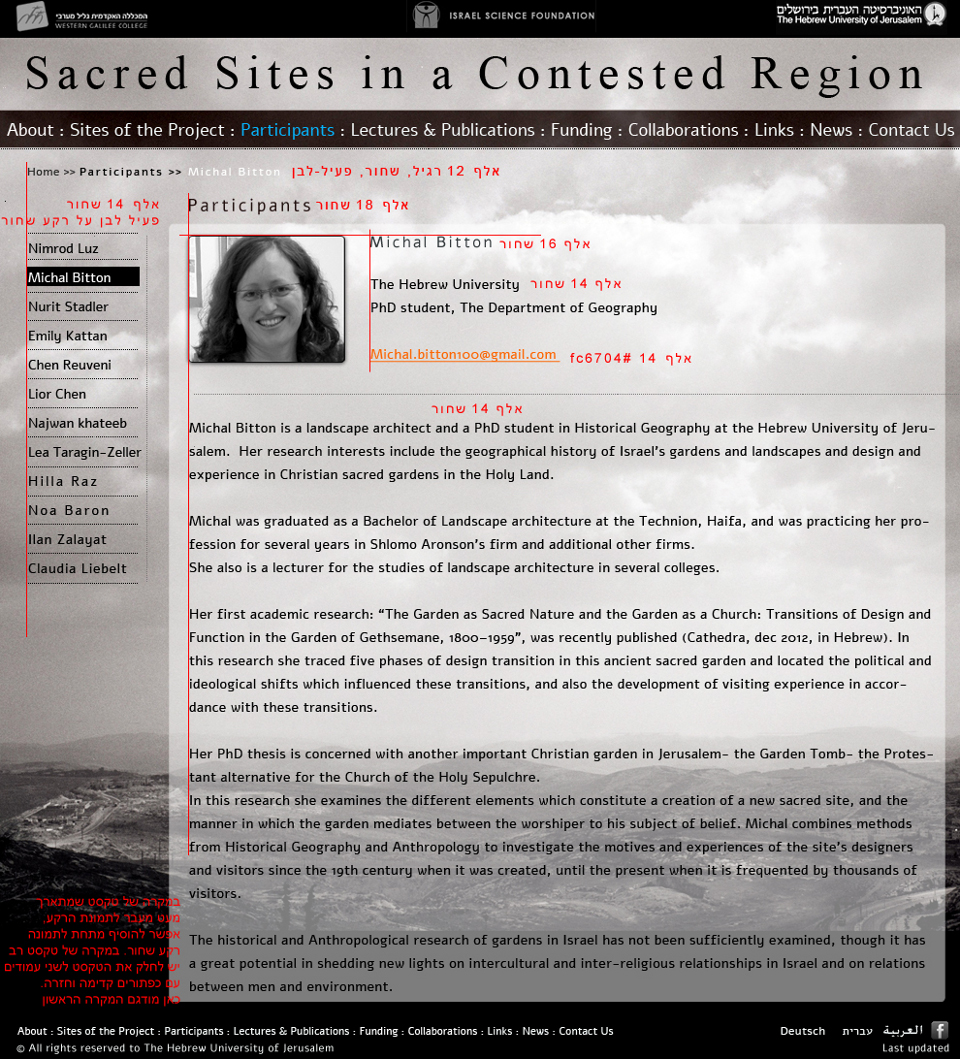 המכללה האקדמית גליל מערבי
WESTERN GALILEE COLLEGE
ISRAEL SCIENCE FOUNDATION
האוניברסיטה העברית בירושלים
The Hebrew University of Jerusalem
Sacred Sites in a Contested Region
About : Sites of the Project : Participants : Lectures & Publications : Funding : Collaborations : Links : News : Contact Us
Home >> Participants >> Michal Bitton אלף 12 רגיל, שחור, פעיל-לבן
אלף 14 שחור
פעיל לבן על רקע שחור
Participants אלף 18 שחור
Nimrod Luz
Michal Bitton
Nurit Stadler
Emily Kattan
Chen Reuveni
Lior Chen
Najwan khateeb
Lea Taragin-Zeller
Hilla Raz
Noa Baron
Ilan Zalayat
Claudia Liebelt
Michal Bitton אלף 16 שחור
The Hebrew University אלף 14 שחור
PhD student, The Department of Geography
Michal.bitton100@gmail.com אלף 14 #fc6704
אלף 14 שחור
Michal Bitton is a landscape architect and a PhD student in Historical Geography at the Hebrew University of Jeru-
salem. Her research interests include the geographical history of Israel's gardens and landscapes and design and
experience in Christian sacred gardens in the Holy Land.
Michal was graduated as a Bachelor of Landscape architecture at the Technion, Haifa, and was practicing her pro-
fession for several years in Shlomo Aronson's firm and additional other firms.
She also is a lecturer for the studies of landscape architecture in several colleges.
Her first academic research: “The Garden as Sacred Nature and the Garden as a Church: Transitions of Design and
Function in the Garden of Gethsemane, 1800–1959”, was recently published (Cathedra, dec 2012, in Hebrew). In
this research she traced five phases of design transition in this ancient sacred garden and located the political and
ideological shifts which influenced these transitions, and also the development of visiting experience in accor-
dance with these transitions.
Her PhD thesis is concerned with another important Christian garden in Jerusalem- the Garden Tomb- the Protes-
tant alternative for the Church of the Holy Sepulchre.
In this research she examines the different elements which constitute a creation of a new sacred site, and the
manner in which the garden mediates between the worshiper to his subject of belief. Michal combines methods
from Historical Geography and Anthropology to investigate the motives and experiences of the site's designers
and visitors since the 19th century when it was created, until the present when it is frequented by thousands of
visitors.
The historical and Anthropological research of gardens in Israel has not been sufficiently examined, though it has
a great potential in shedding new lights on intercultural and inter-religious relationships in Israel and on relations
between men and environment.
במקרה של טקסט שמתארך
מעט מעבר לתמונת הרקע,
אפשר להוסיף מתחת לתמונה
רקע שחור. במקרה של טקסט רב
יש לחלק את הטקסט לשני עמודים
עם כפתורים קדימה וחזרה.
כאן מודגם המקרה הראשון
About : Sites of the Project : Participants : Lectures & Publications : Funding : Collaborations : Links : News : Contact Us
Deutsch עברית العربية f
© All rights reserved to The Hebrew University of Jerusalem
Last updated